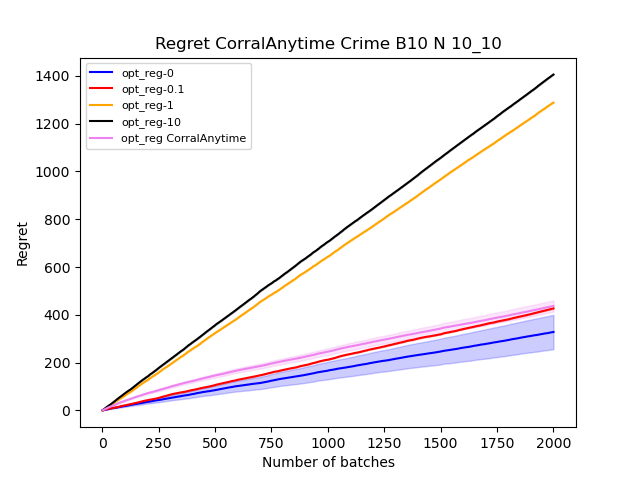 Regret CorralAnytime Crime B10 N 10_10
opt_reg-0
opt_reg-0.1
opt_reg-1
opt_reg-10
opt_reg CorralAnytime
Regret
1400
1200
1000
800
600
400
200
0
0 250 500 750 1000 1250 1500 1750 2000
Number of batches